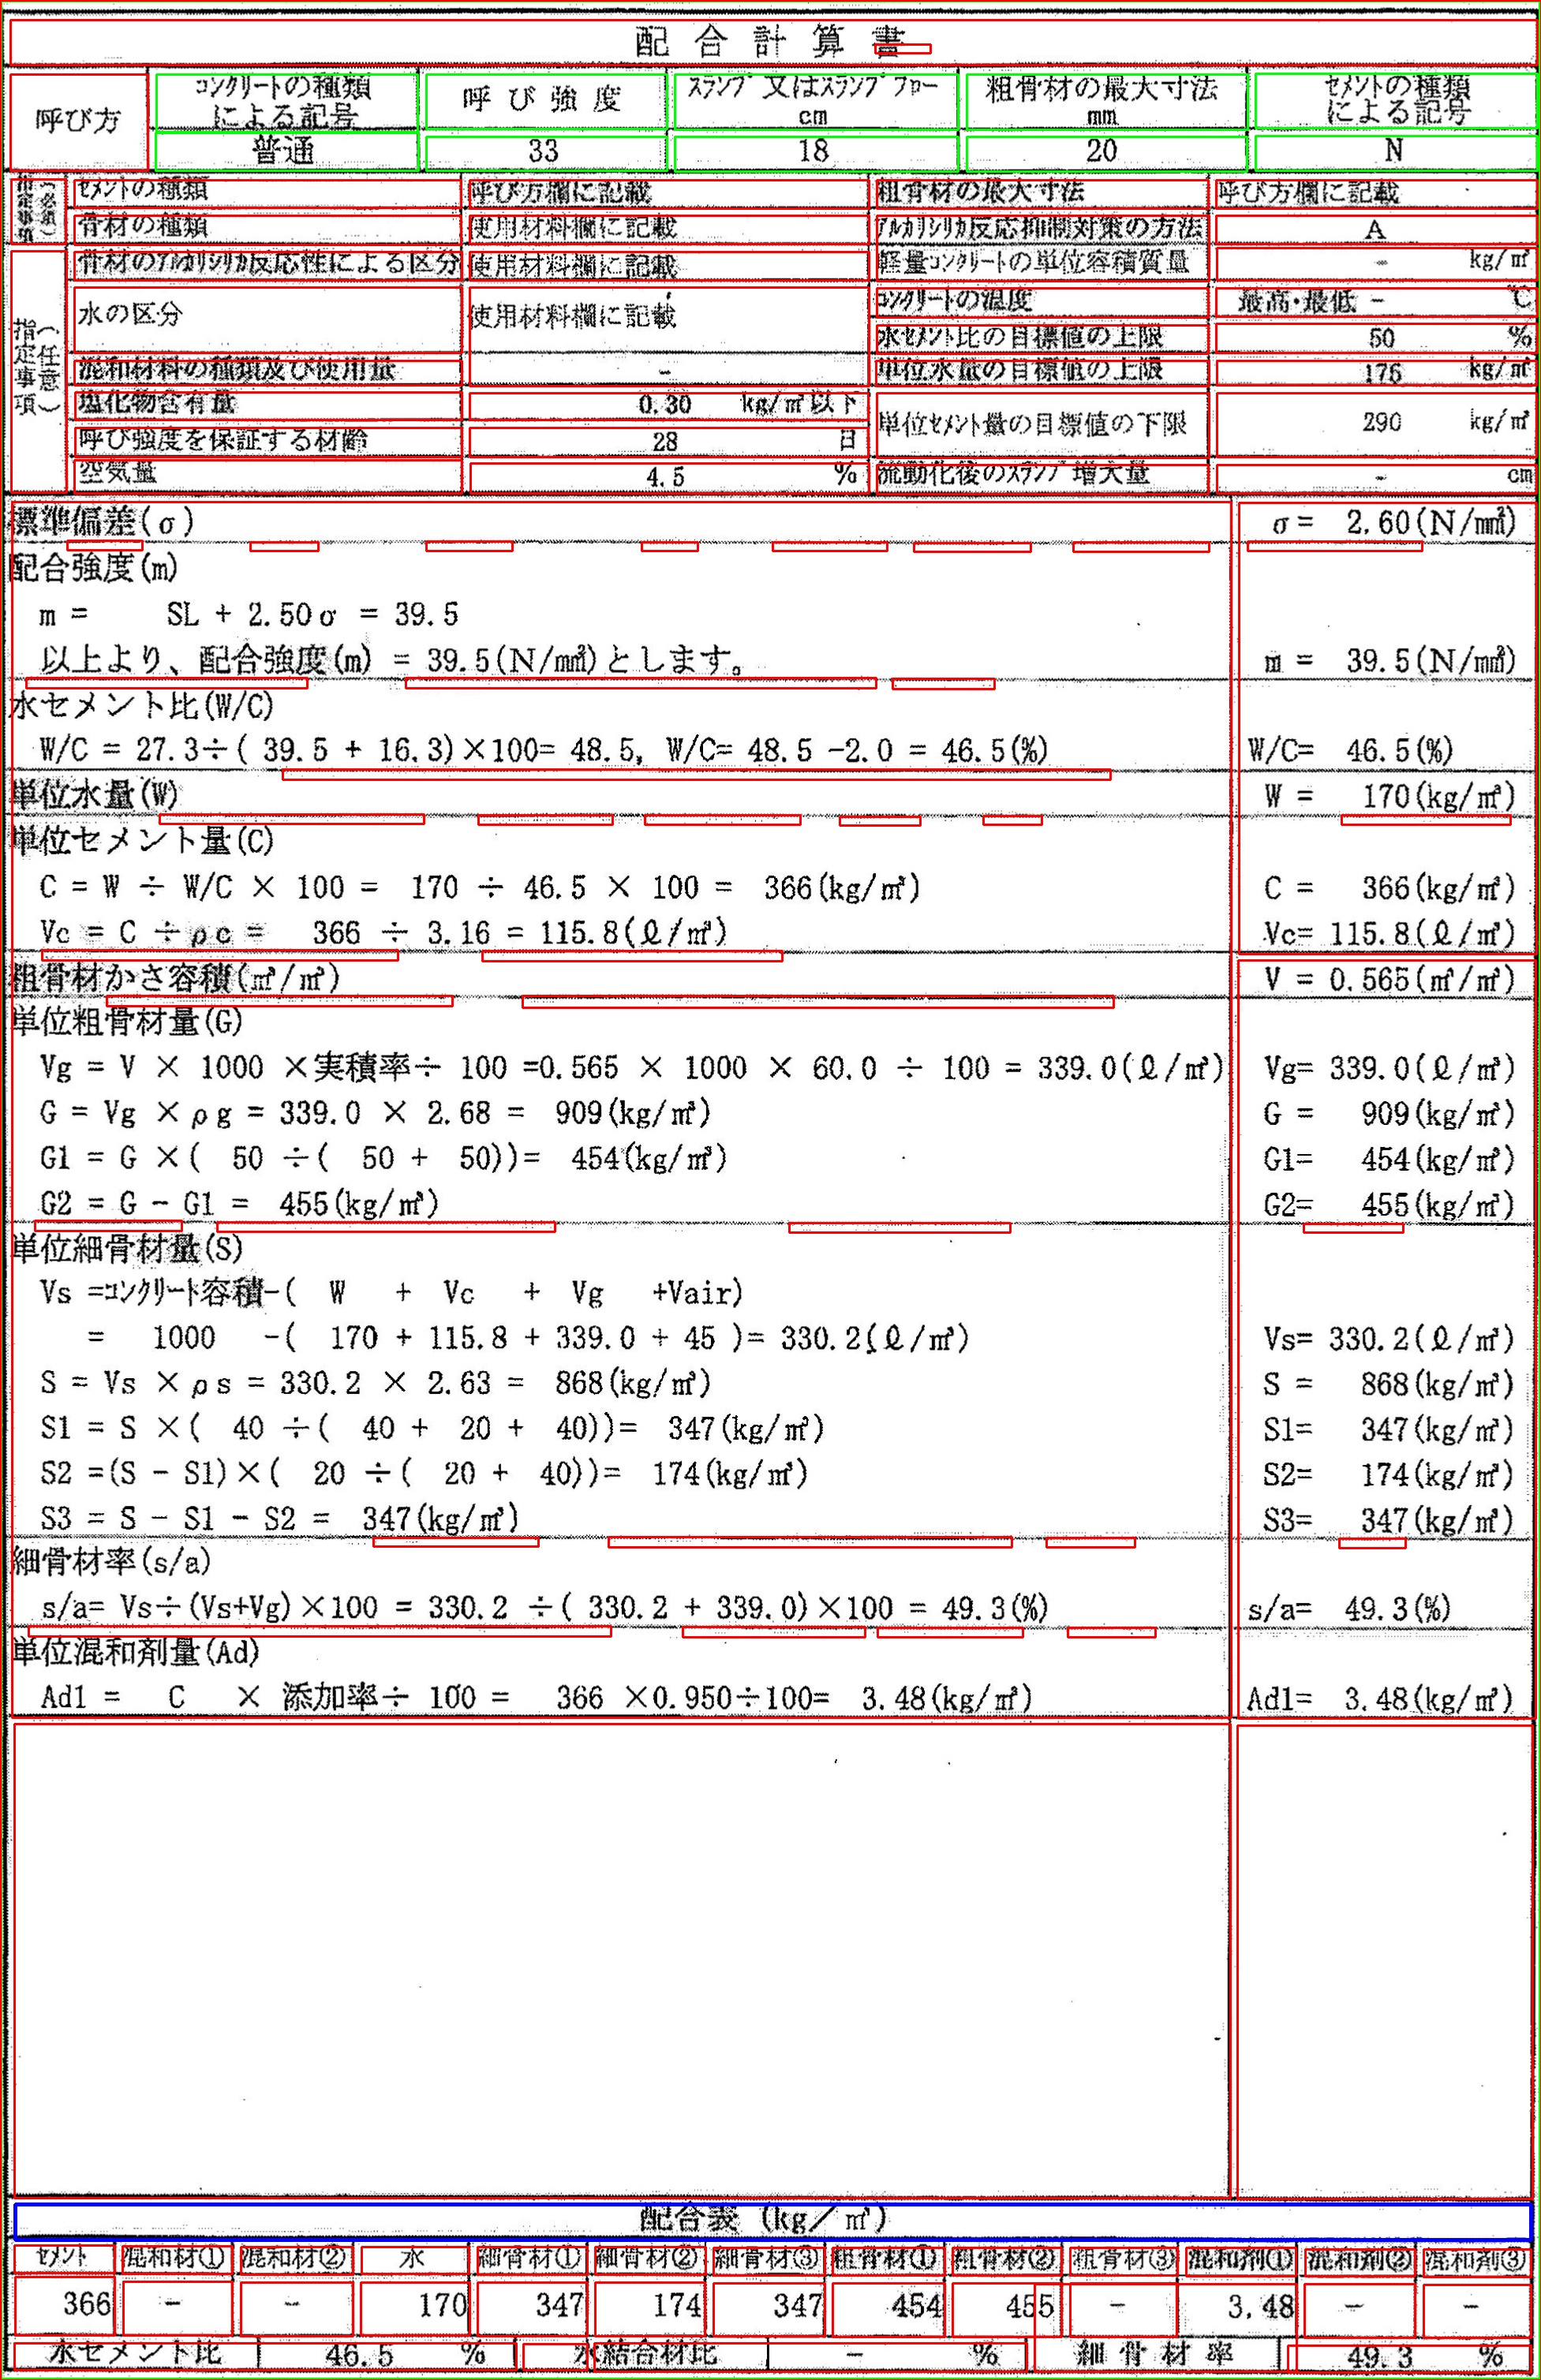 配合計算書
呼び方 コンクリートの種類による記号 呼び強度 スランプ又はスランプフロー cm 粗骨材の最大寸法 mm セメントの種類による記号
普通 33 18 20 N
指定事項(必須) セメントの種類 呼び方欄に記載 粗骨材の最大寸法 呼び方欄に記載
骨材の種類 使用材料欄に記載 アルカリシリカ反応抑制対策の方法 A
指定事項(任意) 骨材のアルカリシリカ反応性による区分 使用材料欄に記載 軽量コンクリートの単位容積質量 - kg/㎥
水の区分 使用材料欄に記載 コンクリートの温度 最高・最低 - ℃
水セメント比の目標値の上限 50 %
混和材料の種類及び使用量 - 単位水量の目標値の上限 175 kg/㎥
塩化物含有量 0.30 kg/㎥以下 単位セメント量の目標値の下限 290 kg/㎥
呼び強度を保証する材齢 28 日
空気量 4.5 % 流動化後のスランプ増大量 - cm
標準偏差(σ) σ= 2.60(N/mm²)
配合強度(m)
m = SL + 2.50σ = 39.5
以上より、配合強度(m) = 39.5(N/mm²)とします。 m = 39.5(N/mm²)
水セメント比(W/C)
W/C = 27.3÷( 39.5 + 16.3)×100= 48.5, W/C= 48.5 -2.0 = 46.5(%) W/C= 46.5(%)
単位水量(W) W = 170(kg/㎥)
単位セメント量(C)
C = W ÷ W/C × 100 = 170 ÷ 46.5 × 100 = 366(kg/㎥) C = 366(kg/㎥)
Vc = C ÷ρc = 366 ÷ 3.16 = 115.8(ℓ/㎥) Vc= 115.8(ℓ/㎥)
粗骨材かさ容積(㎥/㎥) V = 0.565(㎥/㎥)
単位粗骨材量(G)
Vg = V × 1000 ×実積率÷ 100 =0.565 × 1000 × 60.0 ÷ 100 = 339.0(ℓ/㎥) Vg= 339.0(ℓ/㎥)
G = Vg ×ρg = 339.0 × 2.68 = 909(kg/㎥) G = 909(kg/㎥)
G1 = G ×( 50 ÷( 50 + 50))= 454(kg/㎥) G1= 454(kg/㎥)
G2 = G - G1 = 455(kg/㎥) G2= 455(kg/㎥)
単位細骨材量(S)
Vs =コンクリート容積-( W + Vc + Vg +Vair)
= 1000 -( 170 + 115.8 + 339.0 + 45 )= 330.2(ℓ/㎥) Vs= 330.2(ℓ/㎥)
S = Vs ×ρs = 330.2 × 2.63 = 868(kg/㎥) S = 868(kg/㎥)
S1 = S ×( 40 ÷( 40 + 20 + 40))= 347(kg/㎥) S1= 347(kg/㎥)
S2 =(S - S1)×( 20 ÷( 20 + 40))= 174(kg/㎥) S2= 174(kg/㎥)
S3 = S - S1 - S2 = 347(kg/㎥) S3= 347(kg/㎥)
細骨材率(s/a)
s/a= Vs÷(Vs+Vg)×100 = 330.2 ÷( 330.2 + 339.0)×100 = 49.3(%) s/a= 49.3(%)
単位混和剤量(Ad)
Ad1 = C × 添加率÷ 100 = 366 ×0.950÷100= 3.48(kg/㎥) Ad1= 3.48(kg/㎥)
配合表 (kg/㎥)
セメント 混和材① 混和材② 水 細骨材① 細骨材② 細骨材③ 粗骨材① 粗骨材② 粗骨材③ 混和剤① 混和剤② 混和剤③
366 - - 170 347 174 347 454 455 - 3.48 - -
水セメント比 46.5 % 水結合材比 - % 細骨材率 49.3 %